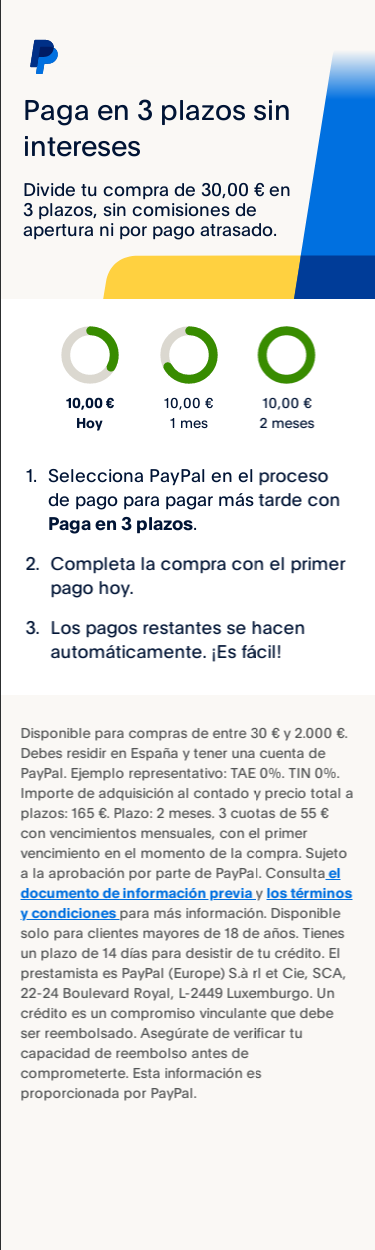 Paga en 3 plazos sin
intereses
Divide tu compra de 30,00 € en
3 plazos, sin comisiones de
apertura ni por pago atrasado.
10,00 € 10,00 € 10,00 €
Hoy 1 mes 2 meses
1. Selecciona PayPal en el proceso
de pago para pagar más tarde con
Paga en 3 plazos.
2. Completa la compra con el primer
pago hoy.
3. Los pagos restantes se hacen
automáticamente. ¡Es fácil!
Disponible para compras de entre 30 € y 2.000 €.
Debes residir en España y tener una cuenta de
PayPal. Ejemplo representativo: TAE 0%. TIN 0%.
Importe de adquisición al contado y precio total a
plazos: 165 €. Plazo: 2 meses. 3 cuotas de 55 €
con vencimientos mensuales, con el primer
vencimiento en el momento de la compra. Sujeto
a la aprobación por parte de PayPal. Consulta el
documento de información previa y los términos
y condiciones para más información. Disponible
solo para clientes mayores de 18 de años. Tienes
un plazo de 14 días para desistir de tu crédito. El
prestamista es PayPal (Europe) S.à rl et Cie, SCA,
22-24 Boulevard Royal, L-2449 Luxemburgo. Un
crédito es un compromiso vinculante que debe
ser reembolsado. Asegúrate de verificar tu
capacidad de reembolso antes de
comprometerte. Esta información es
proporcionada por PayPal.